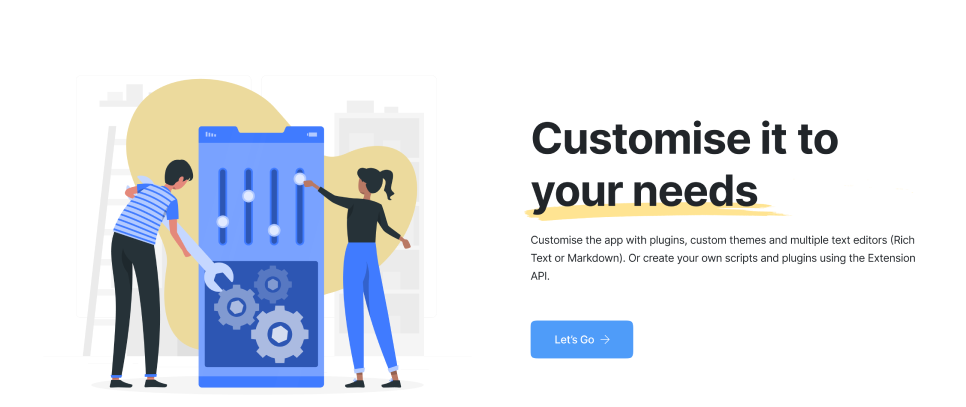 Customise it to
your needs
Customise the app with plugins, custom themes and multiple text editors (Rich
Text or Markdown). Or create your own scripts and plugins using the Extension
API.
Let's Go →